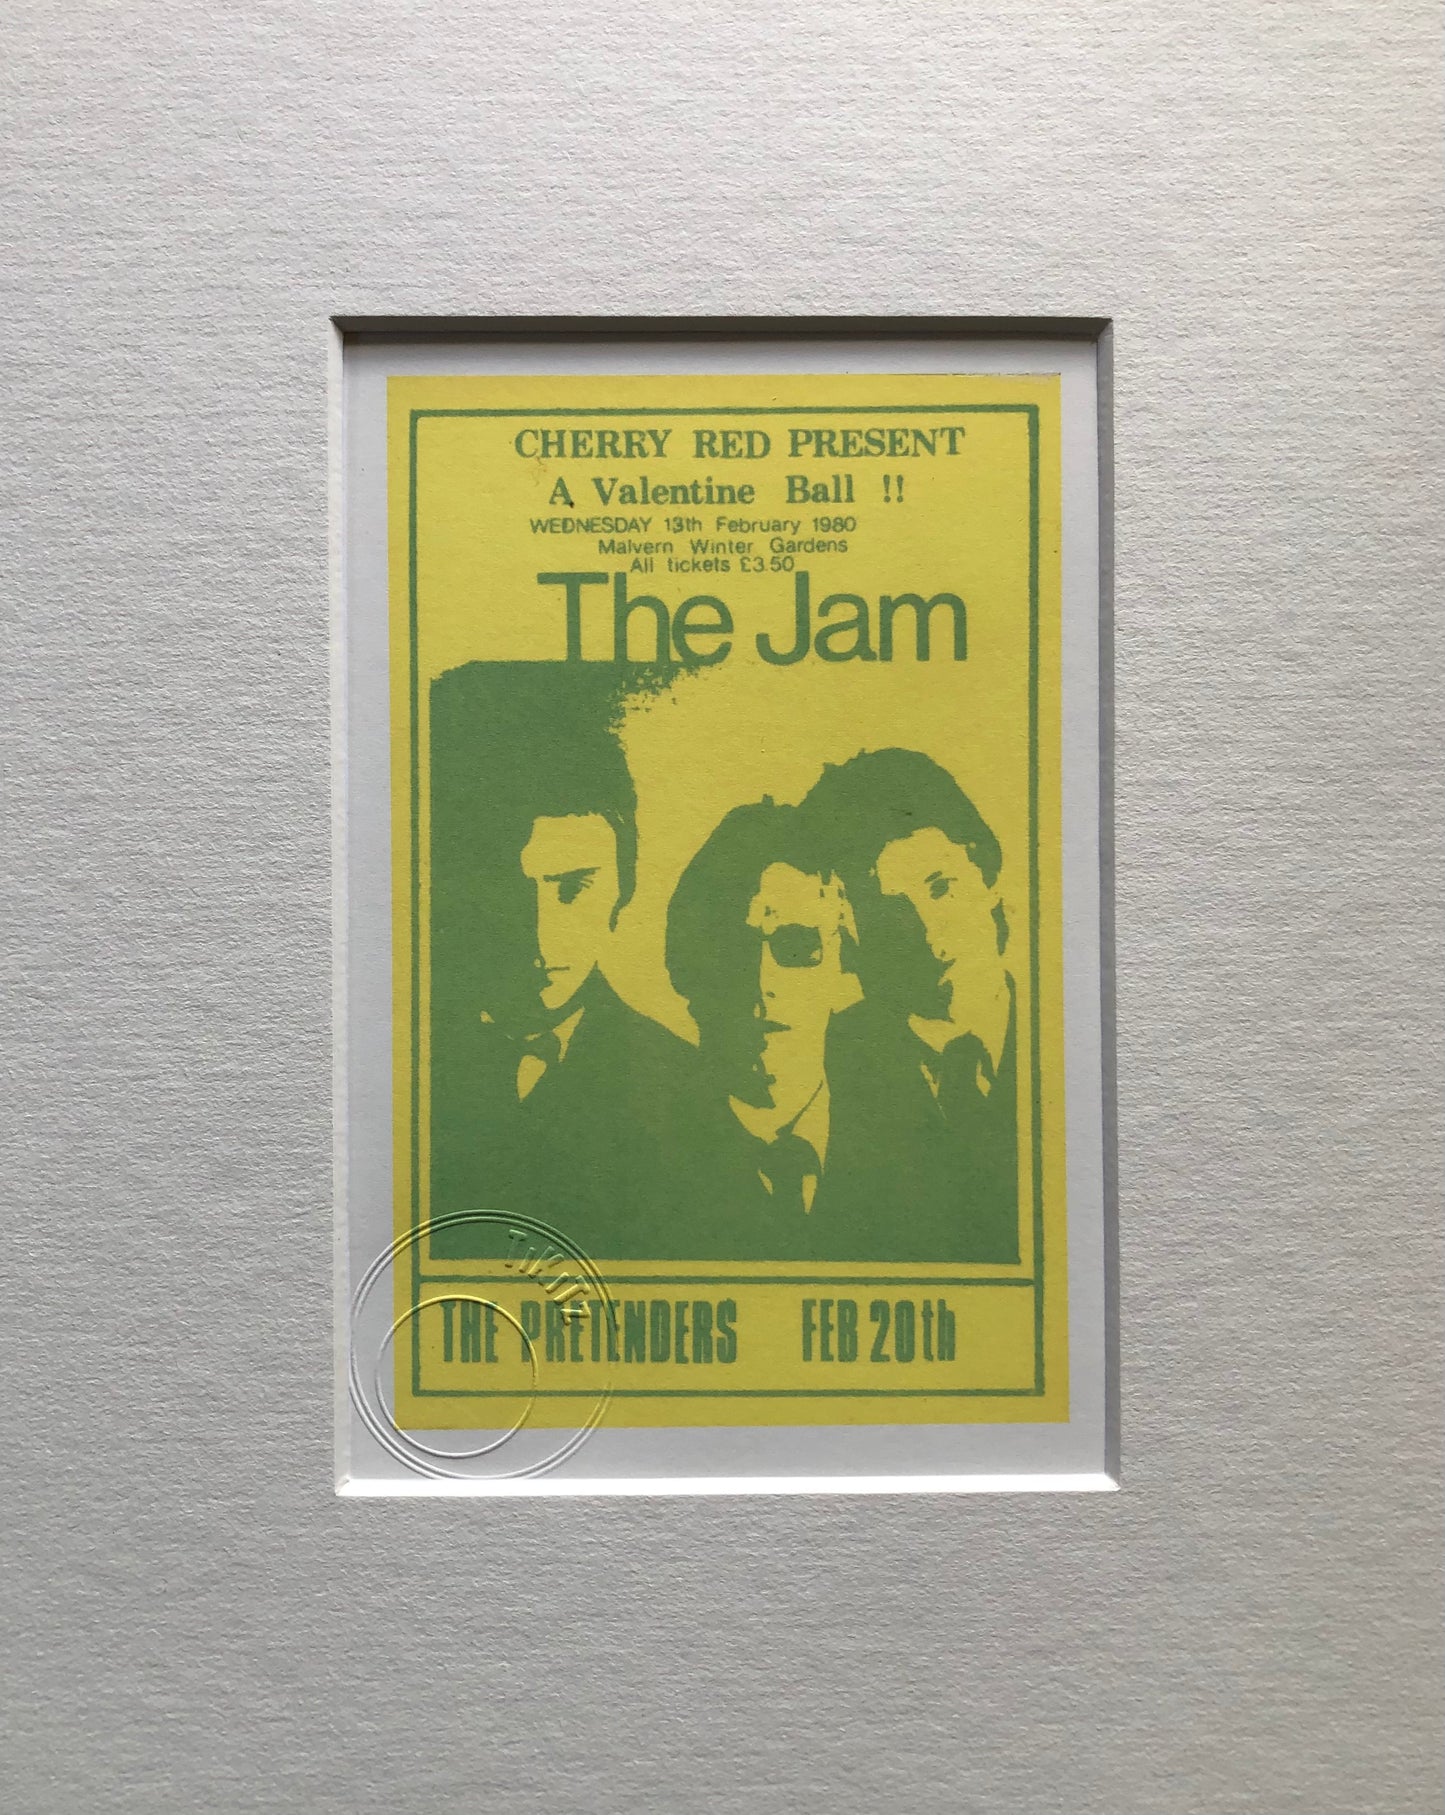 CHERRY RED PRESENT
A Valentine Ball !!
WEDNESDAY 13th February 1980
Malvern Winter Gardens
All tickets £3.50
The Jam
TiKiTz
THE PRETENDERS FEB 20th